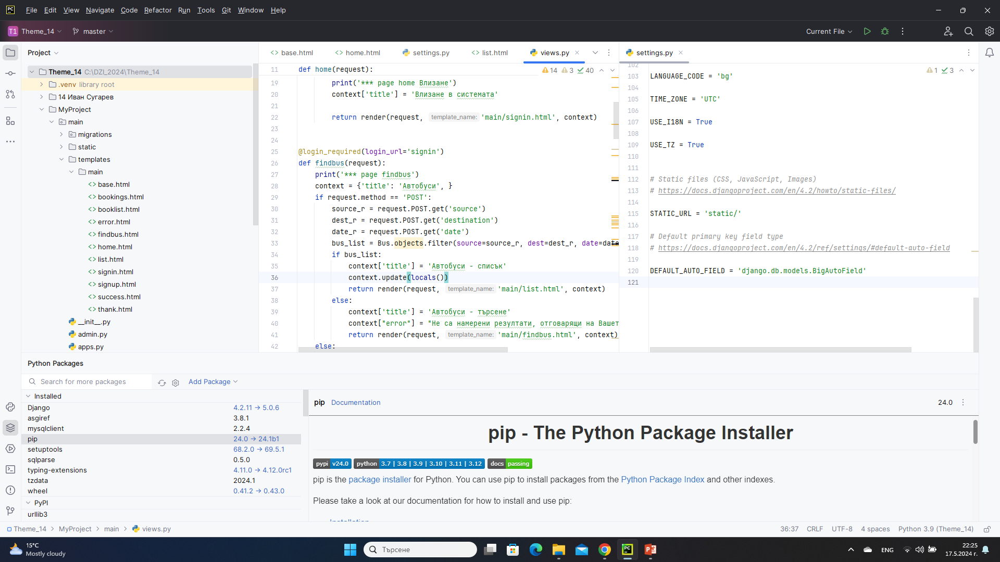 PC File Edit View Navigate Code Refactor Run Tools Git Window Help
T1 Theme_14 master Current File
Project
Theme_14 C:\DZI_2024\Theme_14
.venv library root
14 Иван Сугарев
MyProject
main
migrations
static
templates
main
<> base.html
<> bookings.html
<> booklist.html
<> error.html
<> findbus.html
<> home.html
<> list.html
<> signin.html
<> signup.html
<> success.html
<> thank.html
__init__.py
admin.py
apps.py
<> base.html <> home.html settings.py <> list.html views.py
14 3 40
11 def home(request):
19 print('*** page home Влизане')
20 context['title'] = 'Влизане в системата'
21
22 return render(request, template_name: 'main/signin.html', context)
23
24
25 @login_required(login_url='signin')
26 def findbus(request):
27 print('*** page findbus')
28 context = {'title': 'Автобуси', }
29 if request.method == 'POST':
30 source_r = request.POST.get('source')
31 dest_r = request.POST.get('destination')
32 date_r = request.POST.get('date')
33 bus_list = Bus.objects.filter(source=source_r, dest=dest_r, date=date
34 if bus_list:
35 context['title'] = 'Автобуси - списък'
36 context.update(locals())
37 return render(request, template_name: 'main/list.html', context)
38 else:
39 context['title'] = 'Автобуси - търсене'
40 context["error"] = "Не са намерени резултати, отговарящи на Вашет
41 return render(request, template_name: 'main/findbus.html', context)
42 else:
settings.py
1 3
102
103 LANGUAGE_CODE = 'bg'
104
105 TIME_ZONE = 'UTC'
106
107 USE_I18N = True
108
109 USE_TZ = True
110
111
112 # Static files (CSS, JavaScript, Images)
113 # https://docs.djangoproject.com/en/4.2/howto/static-files/
114
115 STATIC_URL = 'static/'
116
117 # Default primary key field type
118 # https://docs.djangoproject.com/en/4.2/ref/settings/#default-auto-field
119
120 DEFAULT_AUTO_FIELD = 'django.db.models.BigAutoField'
121
Python Packages
Search for more packages Add Package
Installed
Django 4.2.11 → 5.0.6
asgiref 3.8.1
mysqlclient 2.2.4
pip 24.0 → 24.1b1
setuptools 68.2.0 → 69.5.1
sqlparse 0.5.0
typing-extensions 4.11.0 → 4.12.0rc1
tzdata 2024.1
wheel 0.41.2 → 0.43.0
PyPI
urllib3
pip Documentation 24.0
pip - The Python Package Installer
pypi v24.0 python 3.7 | 3.8 | 3.9 | 3.10 | 3.11 | 3.12 docs passing
pip is the package installer for Python. You can use pip to install packages from the Python Package Index and other indexes.
Please take a look at our documentation for how to install and use pip:
Installation
Theme_14 > MyProject > main > views.py 36:37 CRLF UTF-8 4 spaces Python 3.9 (Theme_14)
15°C
Mostly cloudy
Търсене
PC
ENG
22:25
17.5.2024 г.